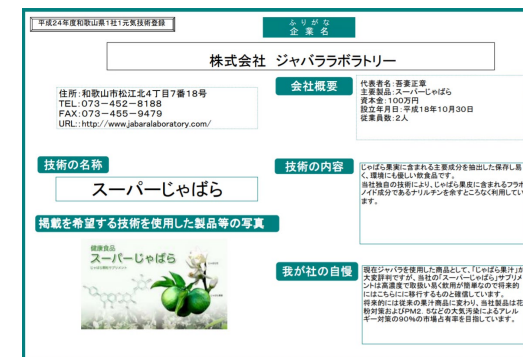 平成24年度和歌山県1社1元気技術登録
ふりがな
企業名
株式会社 ジャバララボラトリー
住所:和歌山市松江北4丁目7番18号
TEL:073-452-8188
FAX:073-455-9479
URL:http://www.jabaralaboratory.com/
会社概要
代表者名:吾妻正章
主要製品:スーパーじゃばら
資本金:100万円
設立年月日:平成18年10月30日
従業員数:2人
技術の名称
スーパーじゃばら
技術の内容
じゃばら果実に含まれる主要成分を抽出した保存し易
く、環境にも優しい飲食品です。
当社独自の技術により、じゃばら果皮に含まれるフラボ
ノイド成分であるナリルチンを余すところなく利用してい
ます。
掲載を希望する技術を使用した製品等の写真
健康食品
スーパーじゃばら
我が社の自慢
現在ジャバラを使用した商品として、「じゃばら果汁」が
大変評判ですが、当社の「スーパーじゃばら」サプリメ
ントは高濃度で取扱い易く飲用が簡単なので将来的
にはこちらにに移行するものと確信しています。
将来的には従来の果汁商品に変わり、当社製品は花
粉対策およびPM2.5などの大気汚染によるアレル
ギー対策の90%の市場占有率を目指しています。